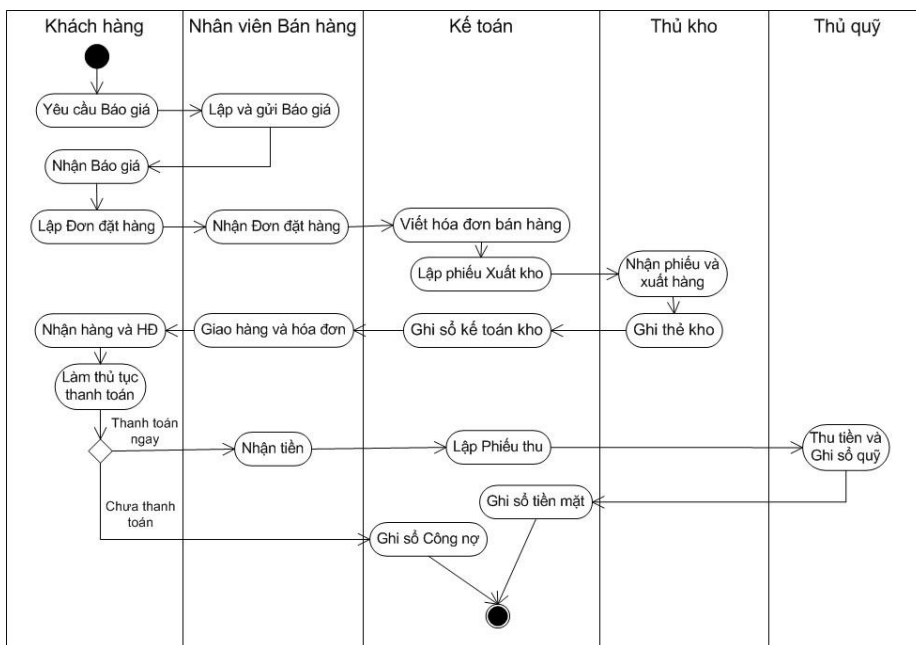 Khách hàng
Nhân viên Bán hàng
Kế toán
Thủ kho
Thủ quỹ
Yêu cầu Báo giá
Lập và gửi Báo giá
Nhận Báo giá
Lập Đơn đặt hàng
Nhận Đơn đặt hàng
Viết hóa đơn bán hàng
Lập phiếu Xuất kho
Nhận phiếu và
xuất hàng
Nhận hàng và HĐ
Giao hàng và hóa đơn
Ghi sổ kế toán kho
Ghi thẻ kho
Làm thủ tục
thanh toán
Thanh toán
ngay
Nhận tiền
Lập Phiếu thu
Thu tiền và
Ghi sổ quỹ
Chưa thanh
toán
Ghi sổ tiền mặt
Ghi sổ Công nợ